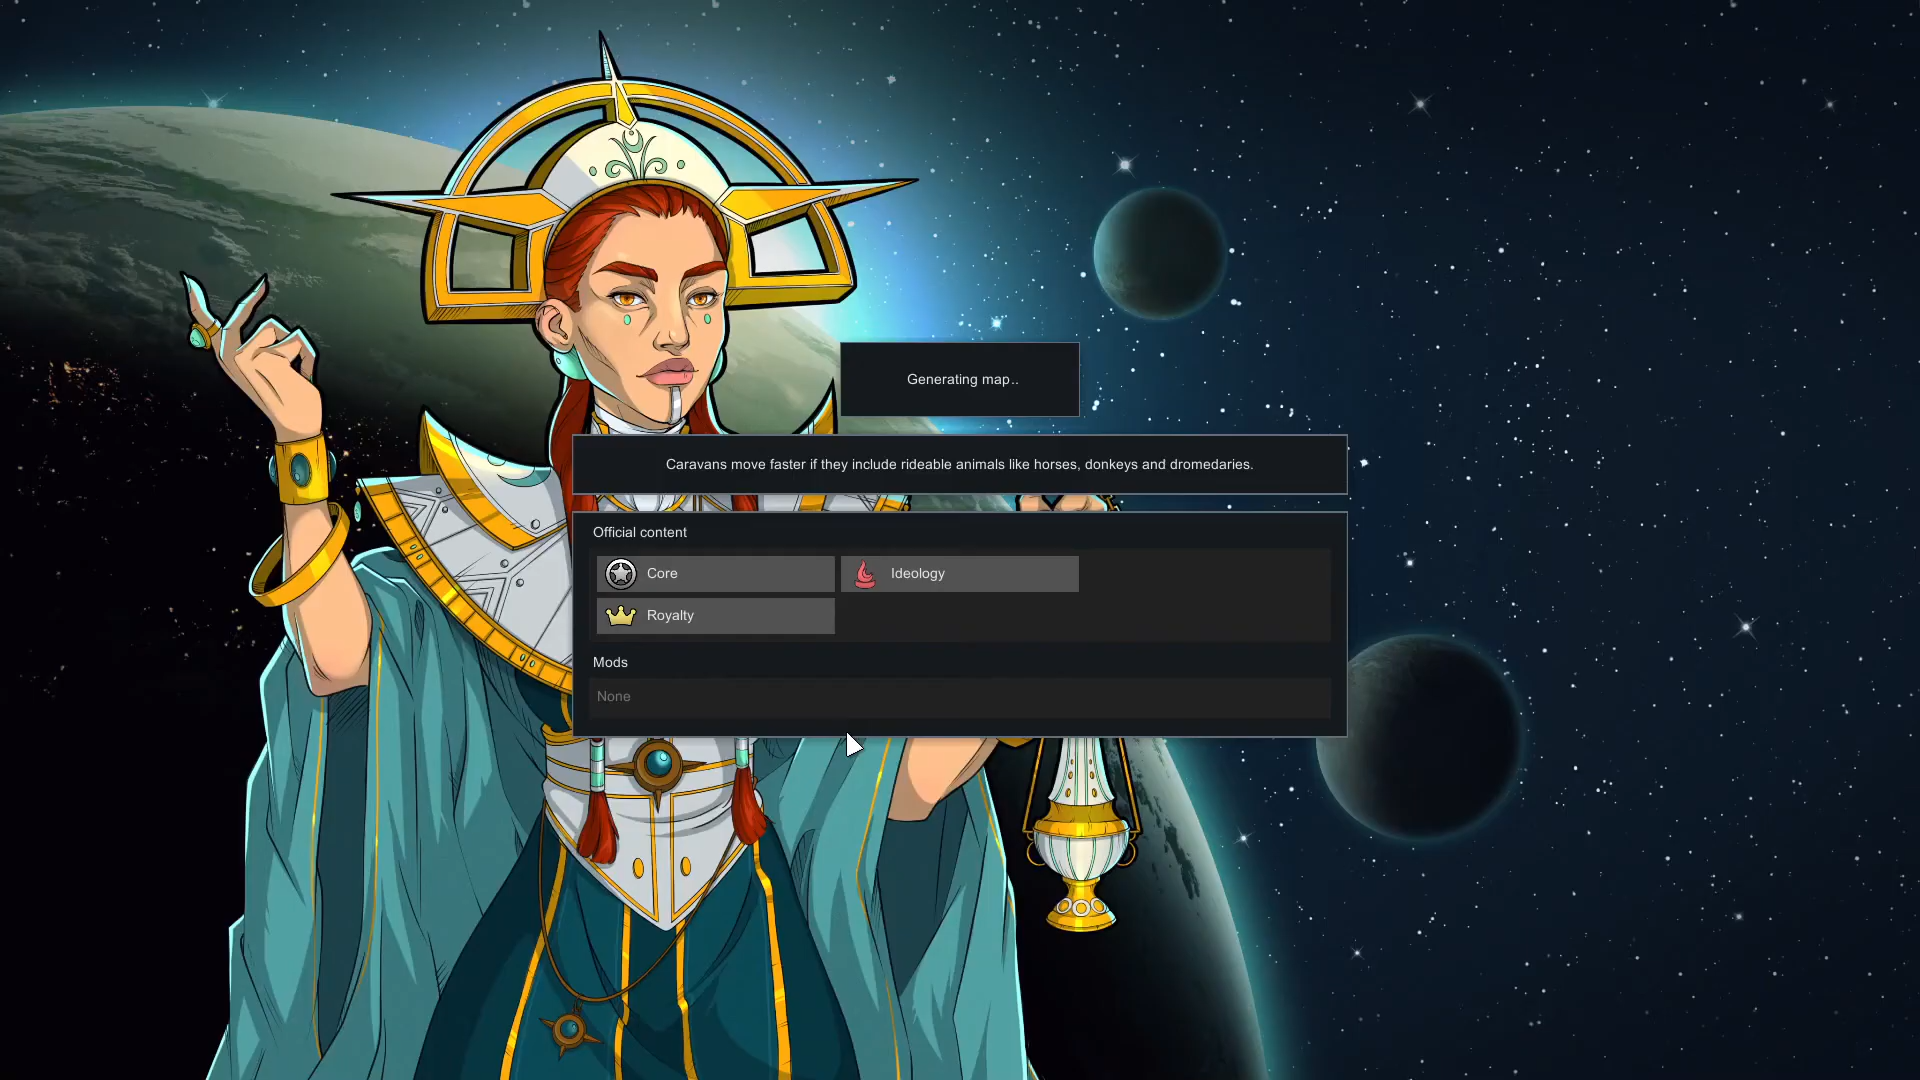 Generating map..
Caravans move faster if they include rideable animals like horses, donkeys and dromedaries.
Official content
Core
Ideology
Royalty
Mods
None